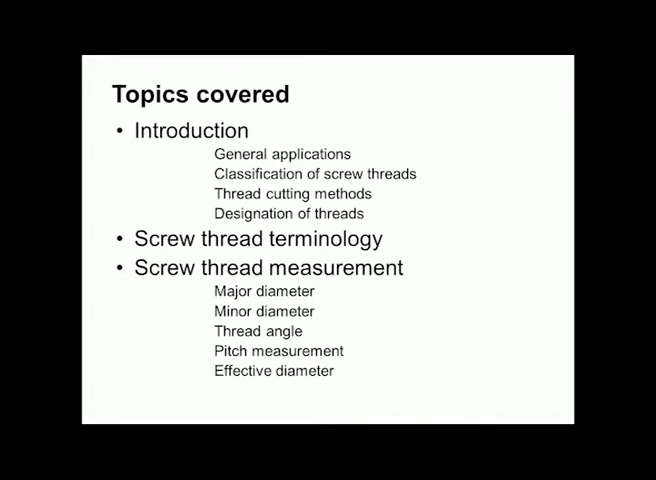 Topics covered
• Introduction
General applications
Classification of screw threads
Thread cutting methods
Designation of threads
• Screw thread terminology
• Screw thread measurement
Major diameter
Minor diameter
Thread angle
Pitch measurement
Effective diameter